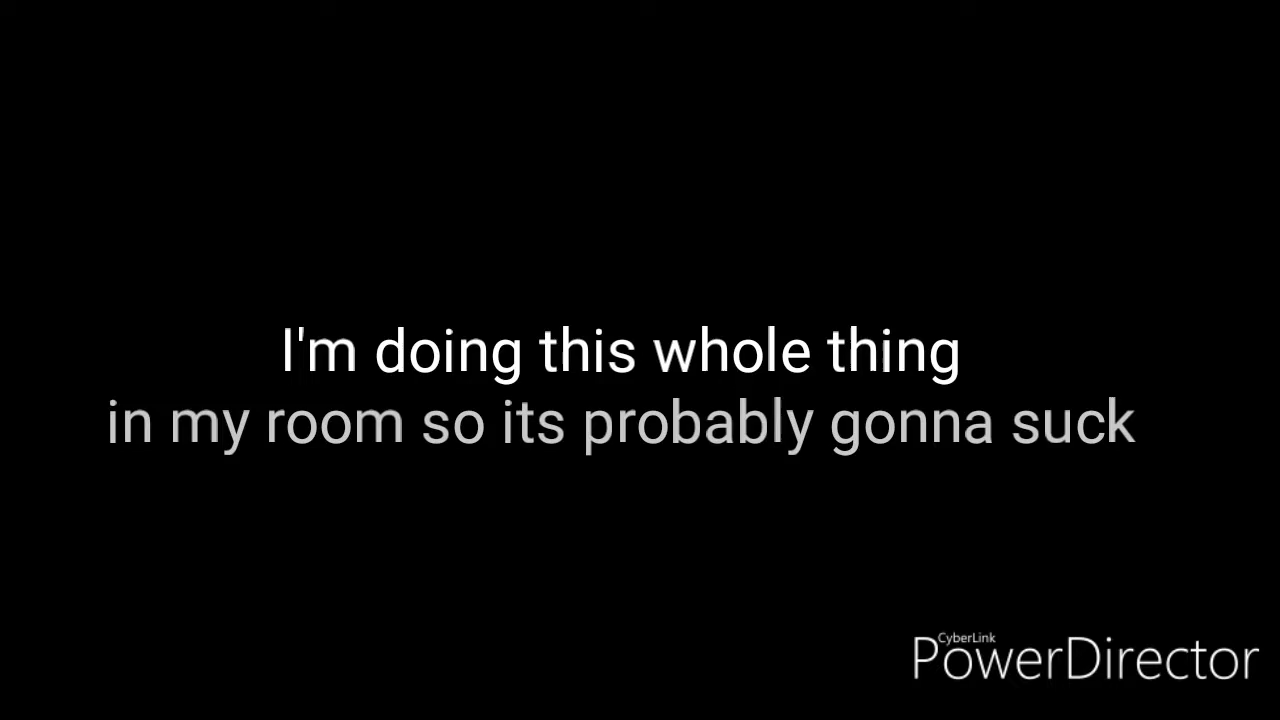 I'm doing this whole thing
in my room so its probably gonna suck
CyberLink
PowerDirector